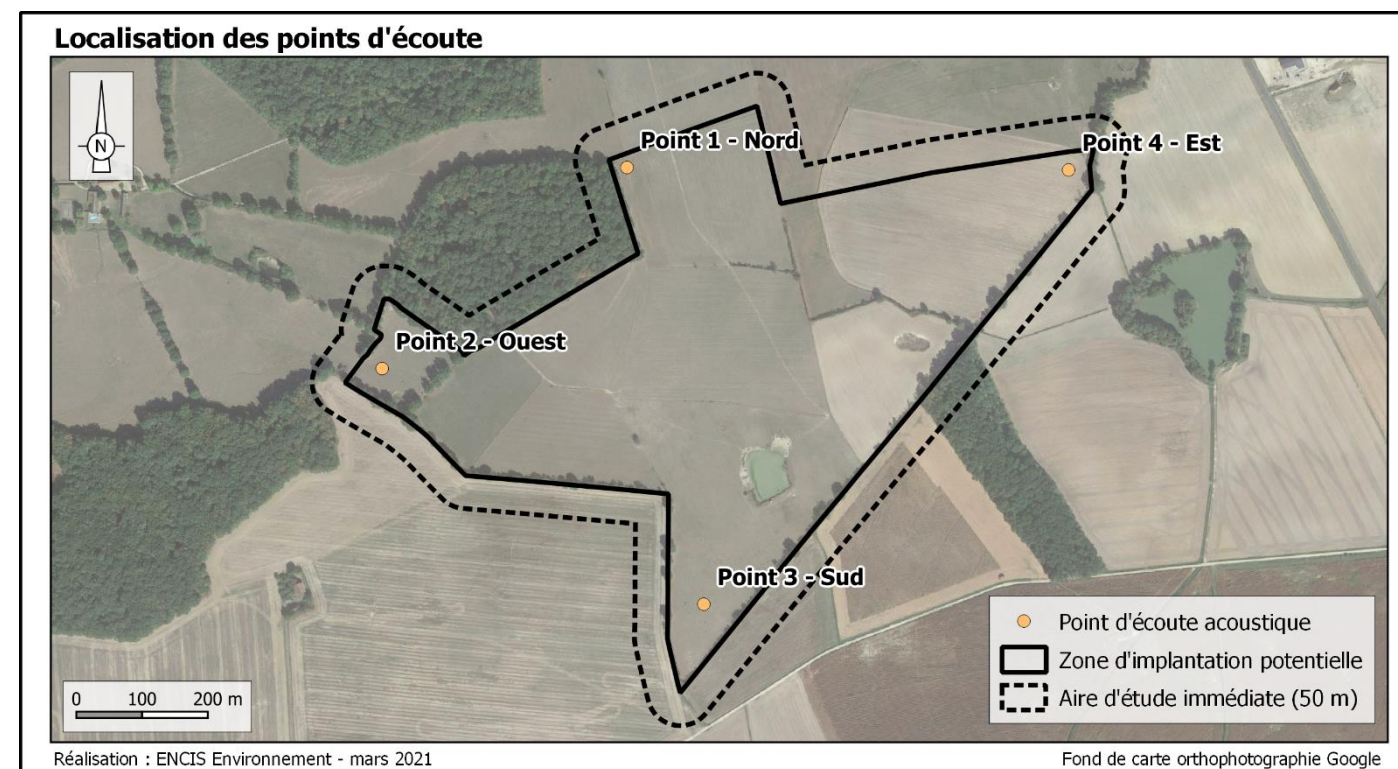 Localisation des points d'écoute
N
Point 1 - Nord
Point 4 - Est
Point 2 - Ouest
Point 3 - Sud
Point d'écoute acoustique
Zone d'implantation potentielle
Aire d'étude immédiate (50 m)
0 100 200 m
Réalisation : ENCIS Environnement - mars 2021
Fond de carte orthophotographie Google